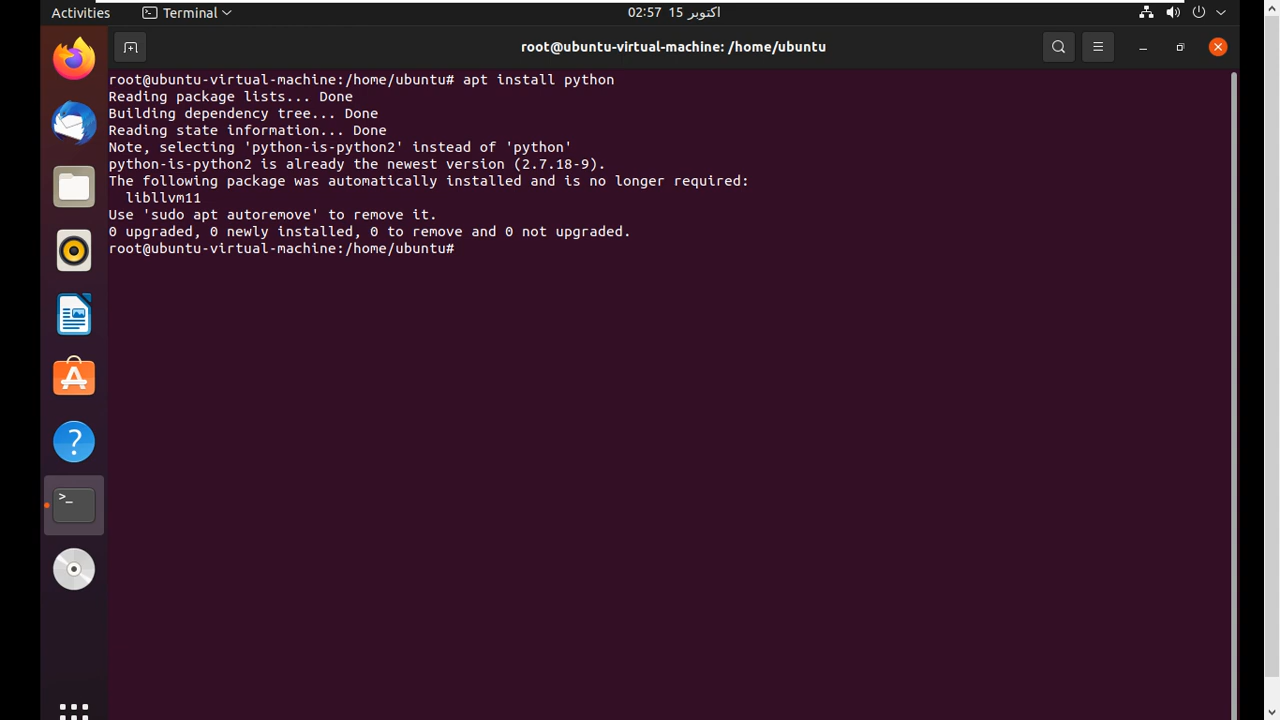 Activities
Terminal
02:57 15 اکتوبر
root@ubuntu-virtual-machine: /home/ubuntu
root@ubuntu-virtual-machine:/home/ubuntu# apt install python
Reading package lists... Done
Building dependency tree... Done
Reading state information... Done
Note, selecting 'python-is-python2' instead of 'python'
python-is-python2 is already the newest version (2.7.18-9).
The following package was automatically installed and is no longer required:
  libllvm11
Use 'sudo apt autoremove' to remove it.
0 upgraded, 0 newly installed, 0 to remove and 0 not upgraded.
root@ubuntu-virtual-machine:/home/ubuntu#